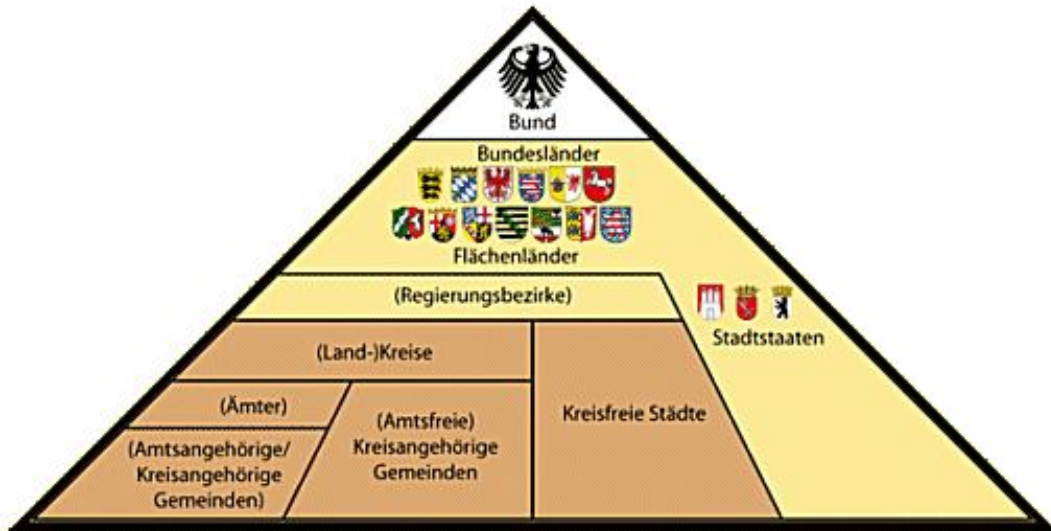 Bund
Bundesländer
Flächenländer
(Regierungsbezirke)
Stadtstaaten
(Land-)Kreise
(Ämter)
(Amtsangehörige/
Kreisangehörige
Gemeinden)
(Amtsfreie)
Kreisangehörige
Gemeinden
Kreisfreie Städte